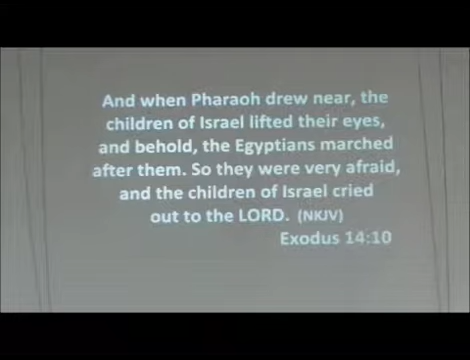 And when Pharaoh drew near, the
children of Israel lifted their eyes,
and behold, the Egyptians marched
after them. So they were very afraid,
and the children of Israel cried
out to the LORD. (NKJV)
Exodus 14:10